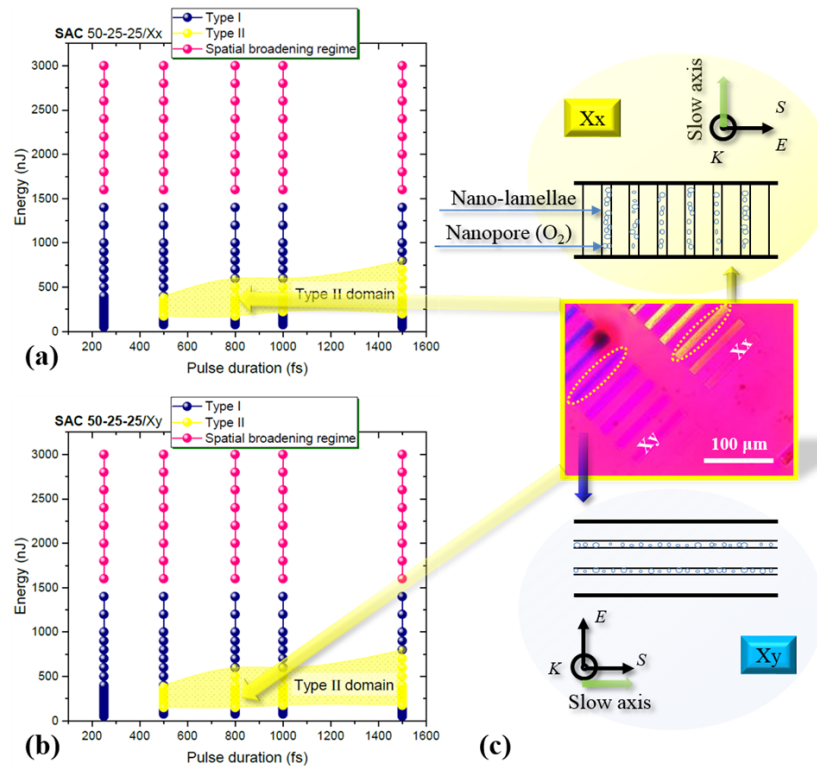 SAC 50-25-25/Xx
Type I
Type II
Spatial broadening regime
3000
2500
2000
1500
1000
500
0
Energy (nJ)
Type II domain
200 400 600 800 1000 1200 1400 1600
Pulse duration (fs)
(a)
SAC 50-25-25/Xy
Type I
Type II
Spatial broadening regime
3000
2500
2000
1500
1000
500
0
Energy (nJ)
Type II domain
200 400 600 800 1000 1200 1400 1600
Pulse duration (fs)
(b)
Xx
Slow axis
S
E
K
Nano-lamellae
Nanopore (O₂)
Xx
Xy
100 µm
E
K
S
Slow axis
Xy
(c)